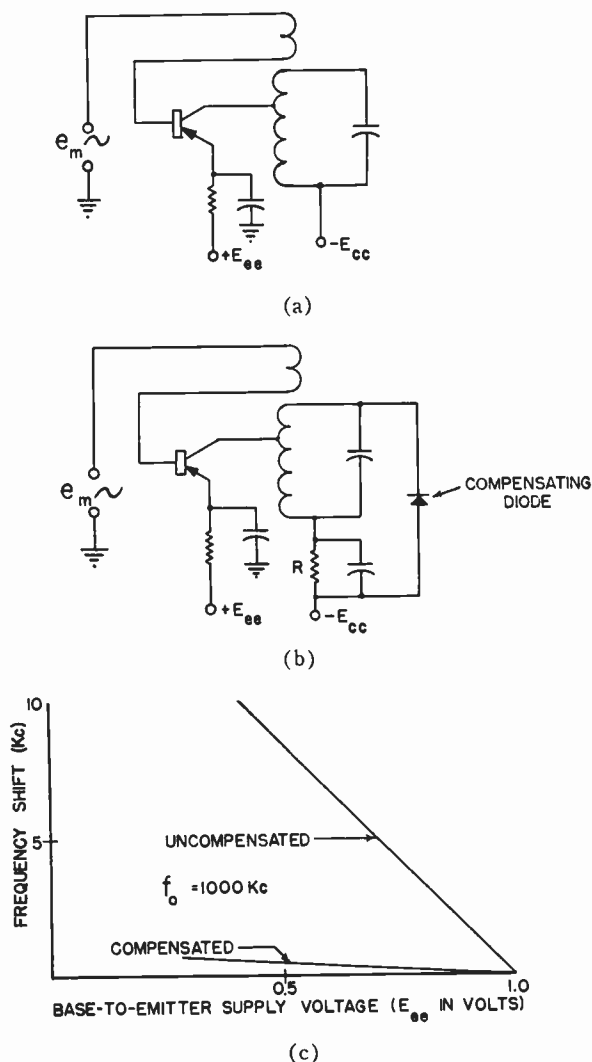 e_m ~
+E_ee
-E_cc
(a)
COMPENSATING
DIODE
e_m ~
R
+E_ee
-E_cc
(b)
FREQUENCY SHIFT (Kc)
10
5
UNCOMPENSATED
f_o = 1000 Kc
COMPENSATED
0.5
1.0
BASE-TO-EMITTER SUPPLY VOLTAGE (E_ee IN VOLTS)
(c)